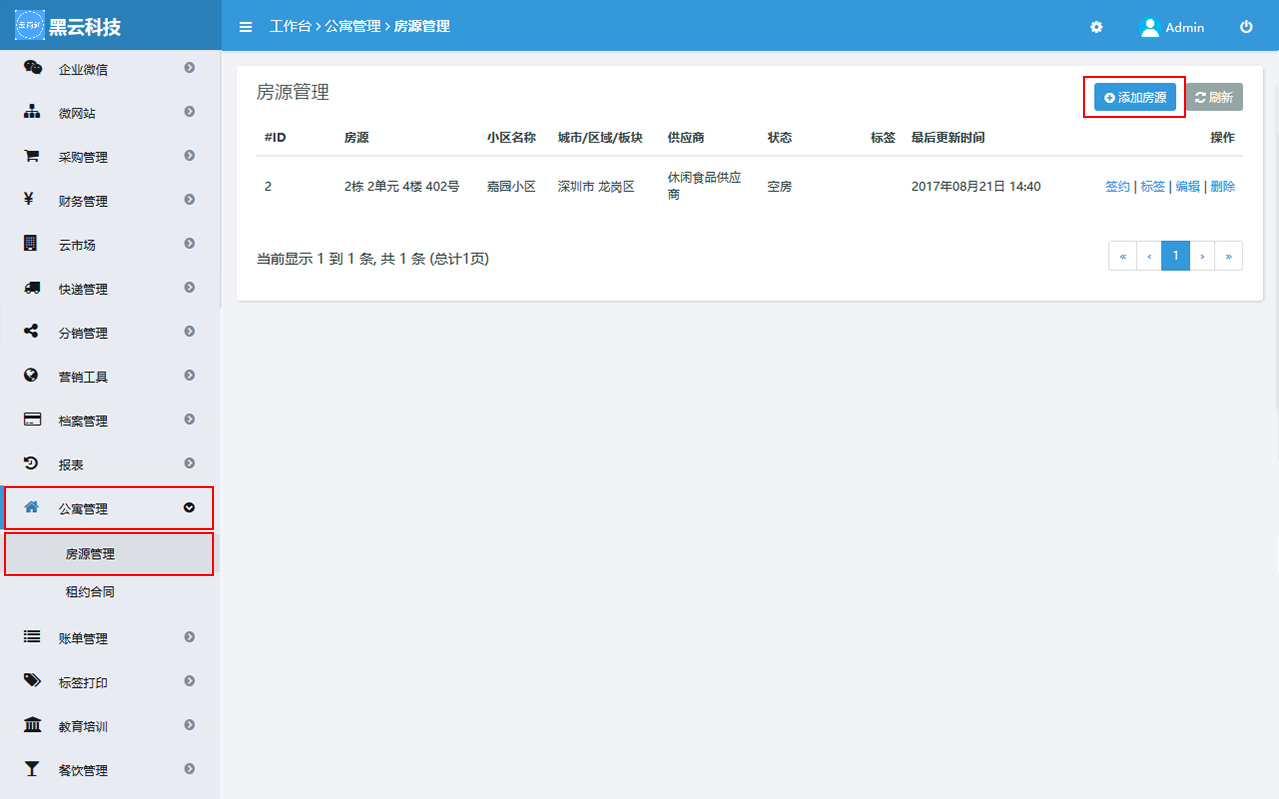 黑云科技
工作台 > 公寓管理 > 房源管理
Admin
企业微信
微网站
采购管理
财务管理
云市场
快递管理
分销管理
营销工具
档案管理
报表
公寓管理
房源管理
租约合同
账单管理
标签打印
教育培训
餐饮管理
房源管理
添加房源 刷新
#ID 房源 小区名称 城市/区域/板块 供应商 状态 标签 最后更新时间 操作
2 2栋 2单元 4楼 402号 嘉园小区 深圳市 龙岗区 休闲食品供应商 空房 2017年08月21日 14:40 签约 | 标签 | 编辑 | 删除
当前显示 1 到 1 条, 共 1 条 (总计1页)
« ‹ 1 › »